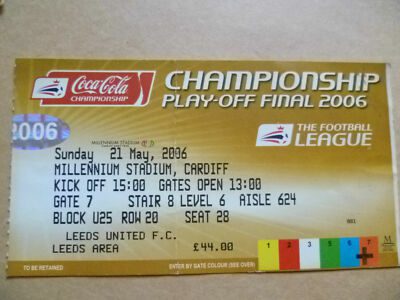 Coca-Cola
CHAMPIONSHIP
CHAMPIONSHIP
PLAY-OFF FINAL 2006
THE FOOTBALL
LEAGUE
2006
MILLENNIUM STADIUM
Sunday 21 May, 2006
MILLENNIUM STADIUM, CARDIFF
KICK OFF 15:00 GATES OPEN 13:00
GATE 7 STAIR 8 LEVEL 6 AISLE 624
BLOCK U25 ROW 20 SEAT 28
LEEDS UNITED F.C.
LEEDS AREA £44.00
1 2 3 4 5 6 7
TO BE RETAINED
ENTER BY GATE COLOUR (SEE OVER)